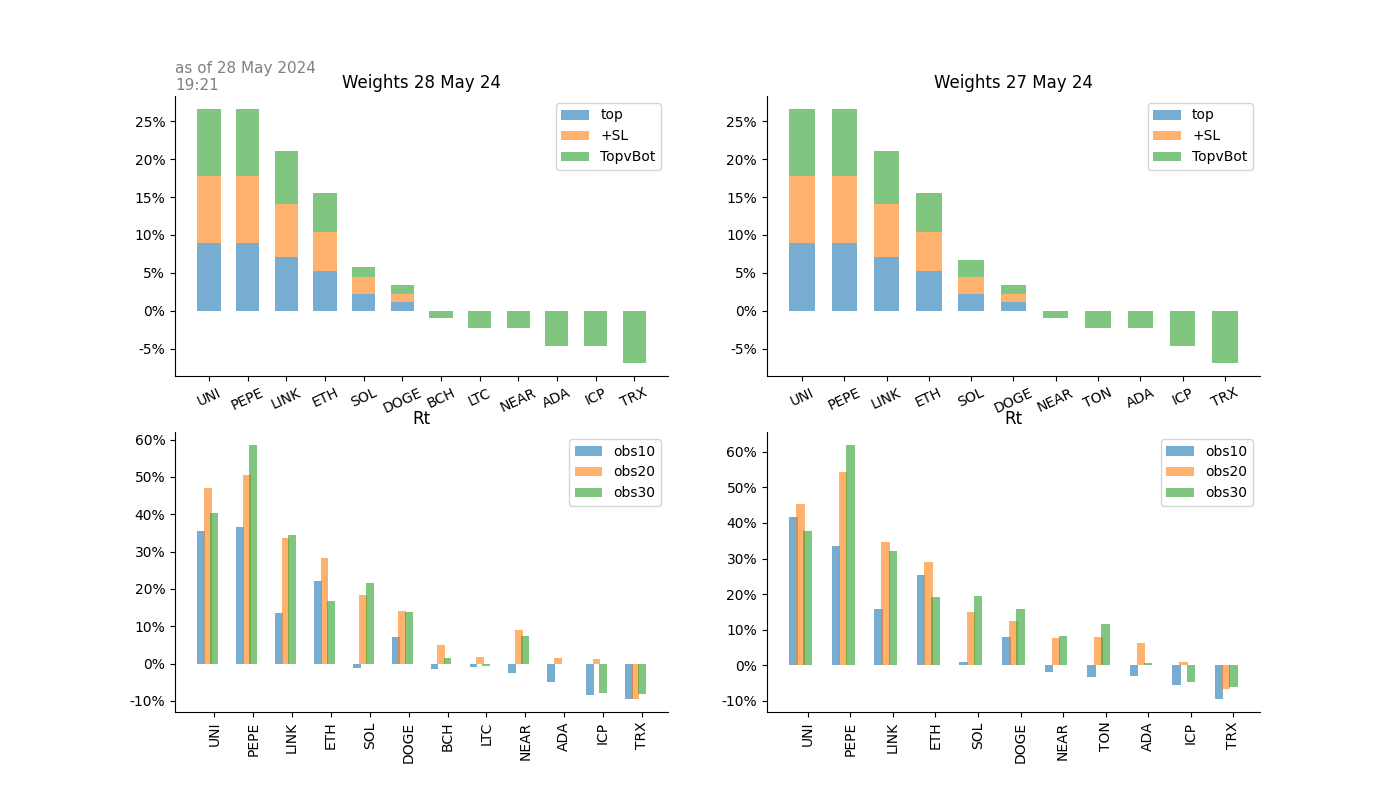 as of 28 May 2024
19:21
Weights 28 May 24
25%
20%
15%
10%
5%
0%
-5%
top
+SL
TopvBot
UNI PEPE LINK ETH SOL DOGE BCH LTC NEAR ADA ICP TRX
Weights 27 May 24
25%
20%
15%
10%
5%
0%
-5%
top
+SL
TopvBot
UNI PEPE LINK ETH SOL DOGE NEAR TON ADA ICP TRX
Rt
60%
50%
40%
30%
20%
10%
0%
-10%
obs10
obs20
obs30
UNI PEPE LINK ETH SOL DOGE BCH LTC NEAR ADA ICP TRX
Rt
60%
50%
40%
30%
20%
10%
0%
-10%
obs10
obs20
obs30
UNI PEPE LINK ETH SOL DOGE NEAR TON ADA ICP TRX